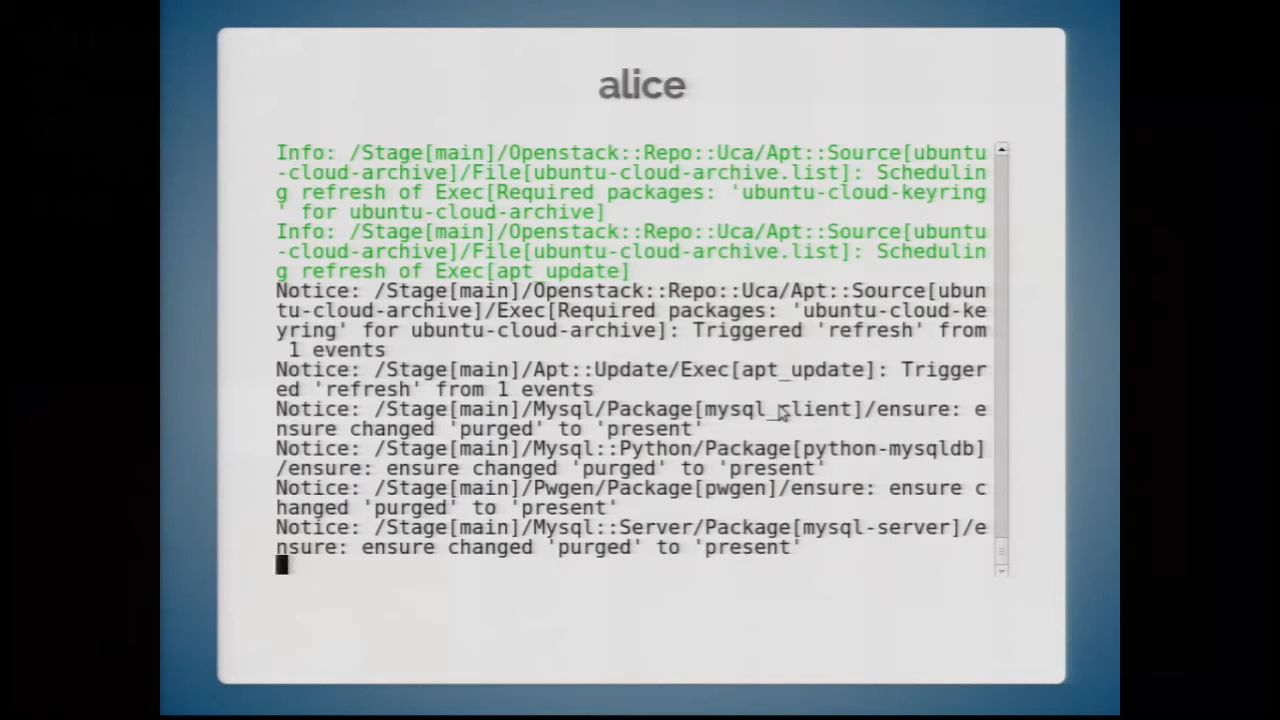 alice
Info: /Stage[main]/Openstack::Repo::Uca/Apt::Source[ubuntu
-cloud-archive]/File[ubuntu-cloud-archive.list]: Schedulin
g refresh of Exec[Required packages: 'ubuntu-cloud-keyring
' for ubuntu-cloud-archive]
Info: /Stage[main]/Openstack::Repo::Uca/Apt::Source[ubuntu
-cloud-archive]/File[ubuntu-cloud-archive.list]: Schedulin
g refresh of Exec[apt_update]
Notice: /Stage[main]/Openstack::Repo::Uca/Apt::Source[ubun
tu-cloud-archive]/Exec[Required packages: 'ubuntu-cloud-ke
yring' for ubuntu-cloud-archive]: Triggered 'refresh' from
 1 events
Notice: /Stage[main]/Apt::Update/Exec[apt_update]: Trigger
ed 'refresh' from 1 events
Notice: /Stage[main]/Mysql/Package[mysql_client]/ensure: e
nsure changed 'purged' to 'present'
Notice: /Stage[main]/Mysql::Python/Package[python-mysqldb]
/ensure: ensure changed 'purged' to 'present'
Notice: /Stage[main]/Pwgen/Package[pwgen]/ensure: ensure c
hanged 'purged' to 'present'
Notice: /Stage[main]/Mysql::Server/Package[mysql-server]/e
nsure: ensure changed 'purged' to 'present'